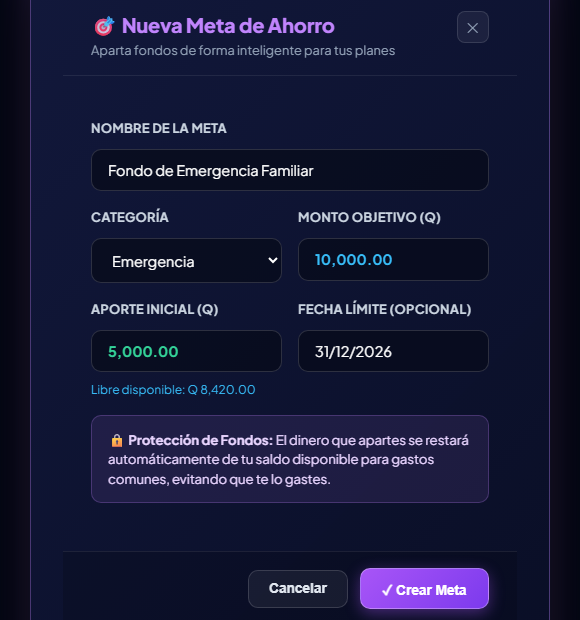 🎯 Nueva Meta de Ahorro
Aparta fondos de forma inteligente para tus planes
NOMBRE DE LA META
Fondo de Emergencia Familiar
CATEGORÍA
MONTO OBJETIVO (Q)
Emergencia
10,000.00
APORTE INICIAL (Q)
FECHA LÍMITE (OPCIONAL)
5,000.00
31/12/2026
Libre disponible: Q 8,420.00
🔒 Protección de Fondos: El dinero que apartes se restará
automáticamente de tu saldo disponible para gastos
comunes, evitando que te lo gastes.
Cancelar
✓ Crear Meta